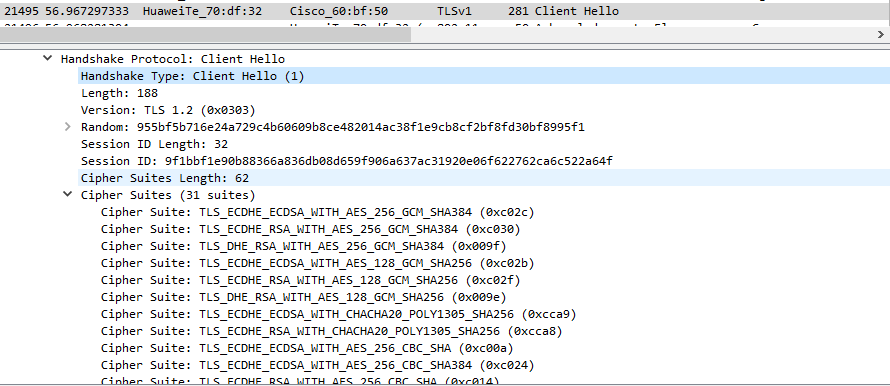 21495 56.967297333 HuaweiTe_70:df:32 Cisco_60:bf:50 TLSv1 281 Client Hello
Handshake Protocol: Client Hello
Handshake Type: Client Hello (1)
Length: 188
Version: TLS 1.2 (0x0303)
Random: 955bf5b716e24a729c4b60609b8ce482014ac38f1e9cb8cf2bf8fd30bf8995f1
Session ID Length: 32
Session ID: 9f1bbf1e90b88366a836db08d659f906a637ac31920e06f622762ca6c522a64f
Cipher Suites Length: 62
Cipher Suites (31 suites)
Cipher Suite: TLS_ECDHE_ECDSA_WITH_AES_256_GCM_SHA384 (0xc02c)
Cipher Suite: TLS_ECDHE_RSA_WITH_AES_256_GCM_SHA384 (0xc030)
Cipher Suite: TLS_DHE_RSA_WITH_AES_256_GCM_SHA384 (0x009f)
Cipher Suite: TLS_ECDHE_ECDSA_WITH_AES_128_GCM_SHA256 (0xc02b)
Cipher Suite: TLS_ECDHE_RSA_WITH_AES_128_GCM_SHA256 (0xc02f)
Cipher Suite: TLS_DHE_RSA_WITH_AES_128_GCM_SHA256 (0x009e)
Cipher Suite: TLS_ECDHE_ECDSA_WITH_CHACHA20_POLY1305_SHA256 (0xcca9)
Cipher Suite: TLS_ECDHE_RSA_WITH_CHACHA20_POLY1305_SHA256 (0xcca8)
Cipher Suite: TLS_ECDHE_ECDSA_WITH_AES_256_CBC_SHA (0xc00a)
Cipher Suite: TLS_ECDHE_ECDSA_WITH_AES_256_CBC_SHA384 (0xc024)
Cipher Suite: TLS_ECDHE_RSA_WITH_AES_256_CBC_SHA (0xc014)